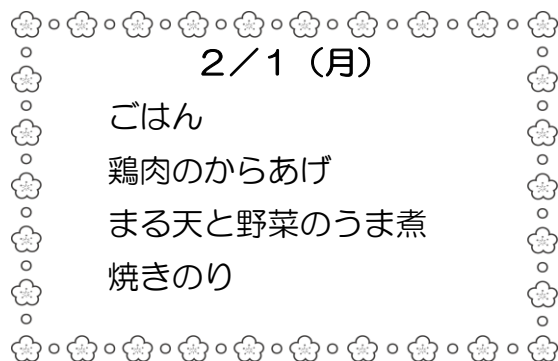 2／1（月）
ごはん
鶏肉のからあげ
まる天と野菜のうま煮
焼きのり